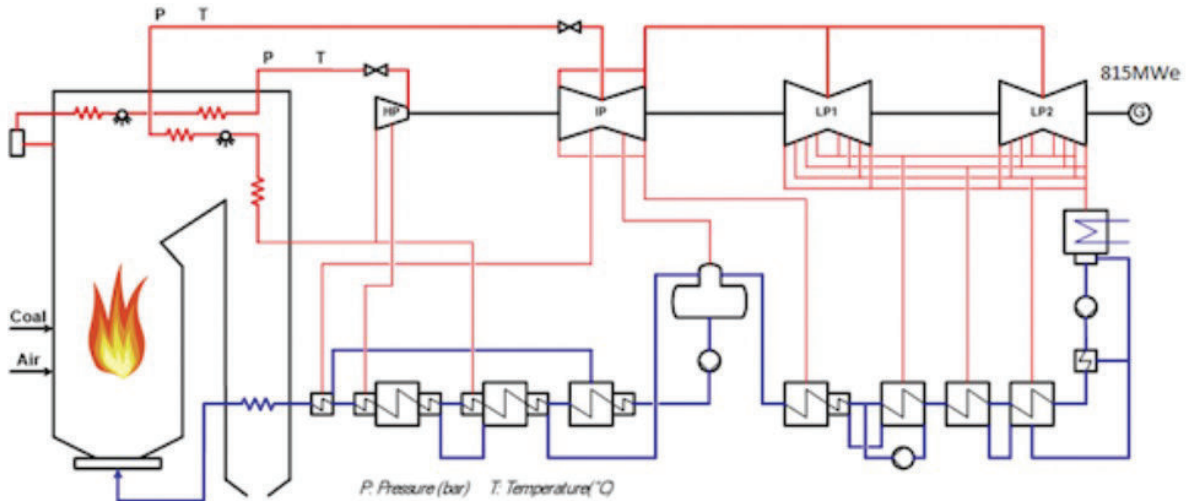 P T
P T
815MWe
HP
IP
LP1
LP2
G
Coal
Air
P: Pressure (bar) T: Temperature(°C)